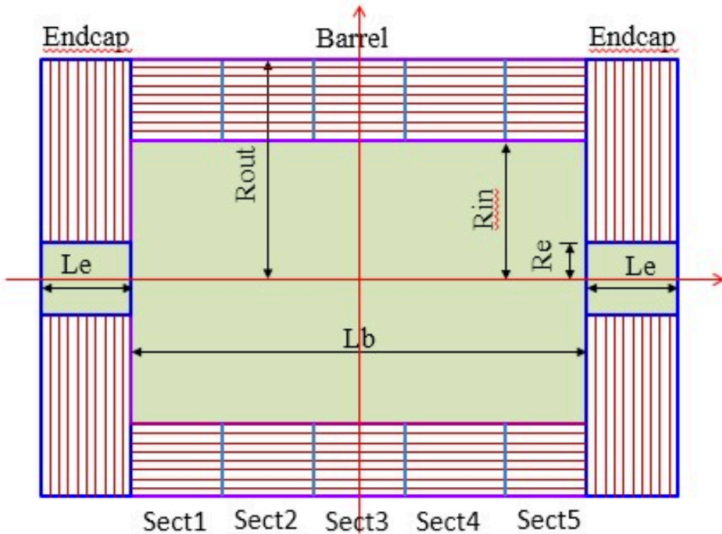 Endcap Barrel Endcap
Rout
Rin
Re
Le Le
Lb
Sect1 Sect2 Sect3 Sect4 Sect5